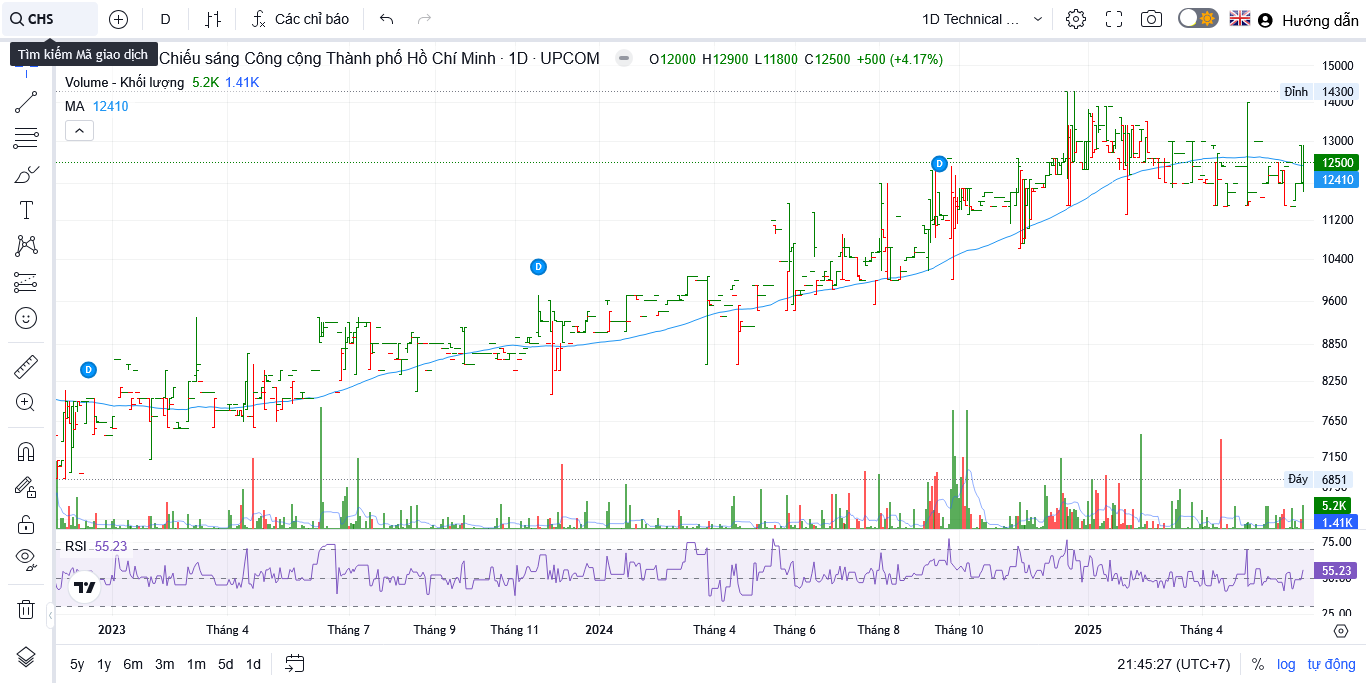 CHS
D
Các chỉ báo
1D Technical ...
Hướng dẫn
Tìm kiếm Mã giao dịch
Chiếu sáng Công cộng Thành phố Hồ Chí Minh · 1D · UPCOM
O12000 H12900 L11800 C12500 +500 (+4.17%)
Volume - Khối lượng 5.2K 1.41K
MA 12410
15000
Đỉnh 14300
14000
13000
12500
12410
11200
10400
9600
8850
8250
7650
7150
Đáy 6851
5.2K
1.41K
D
D
D
RSI 55.23
75.00
55.23
25.00
2023
Tháng 4
Tháng 7
Tháng 9
Tháng 11
2024
Tháng 4
Tháng 6
Tháng 8
Tháng 10
2025
Tháng 4
5y 1y 6m 3m 1m 5d 1d
21:45:27 (UTC+7)
% log tự động